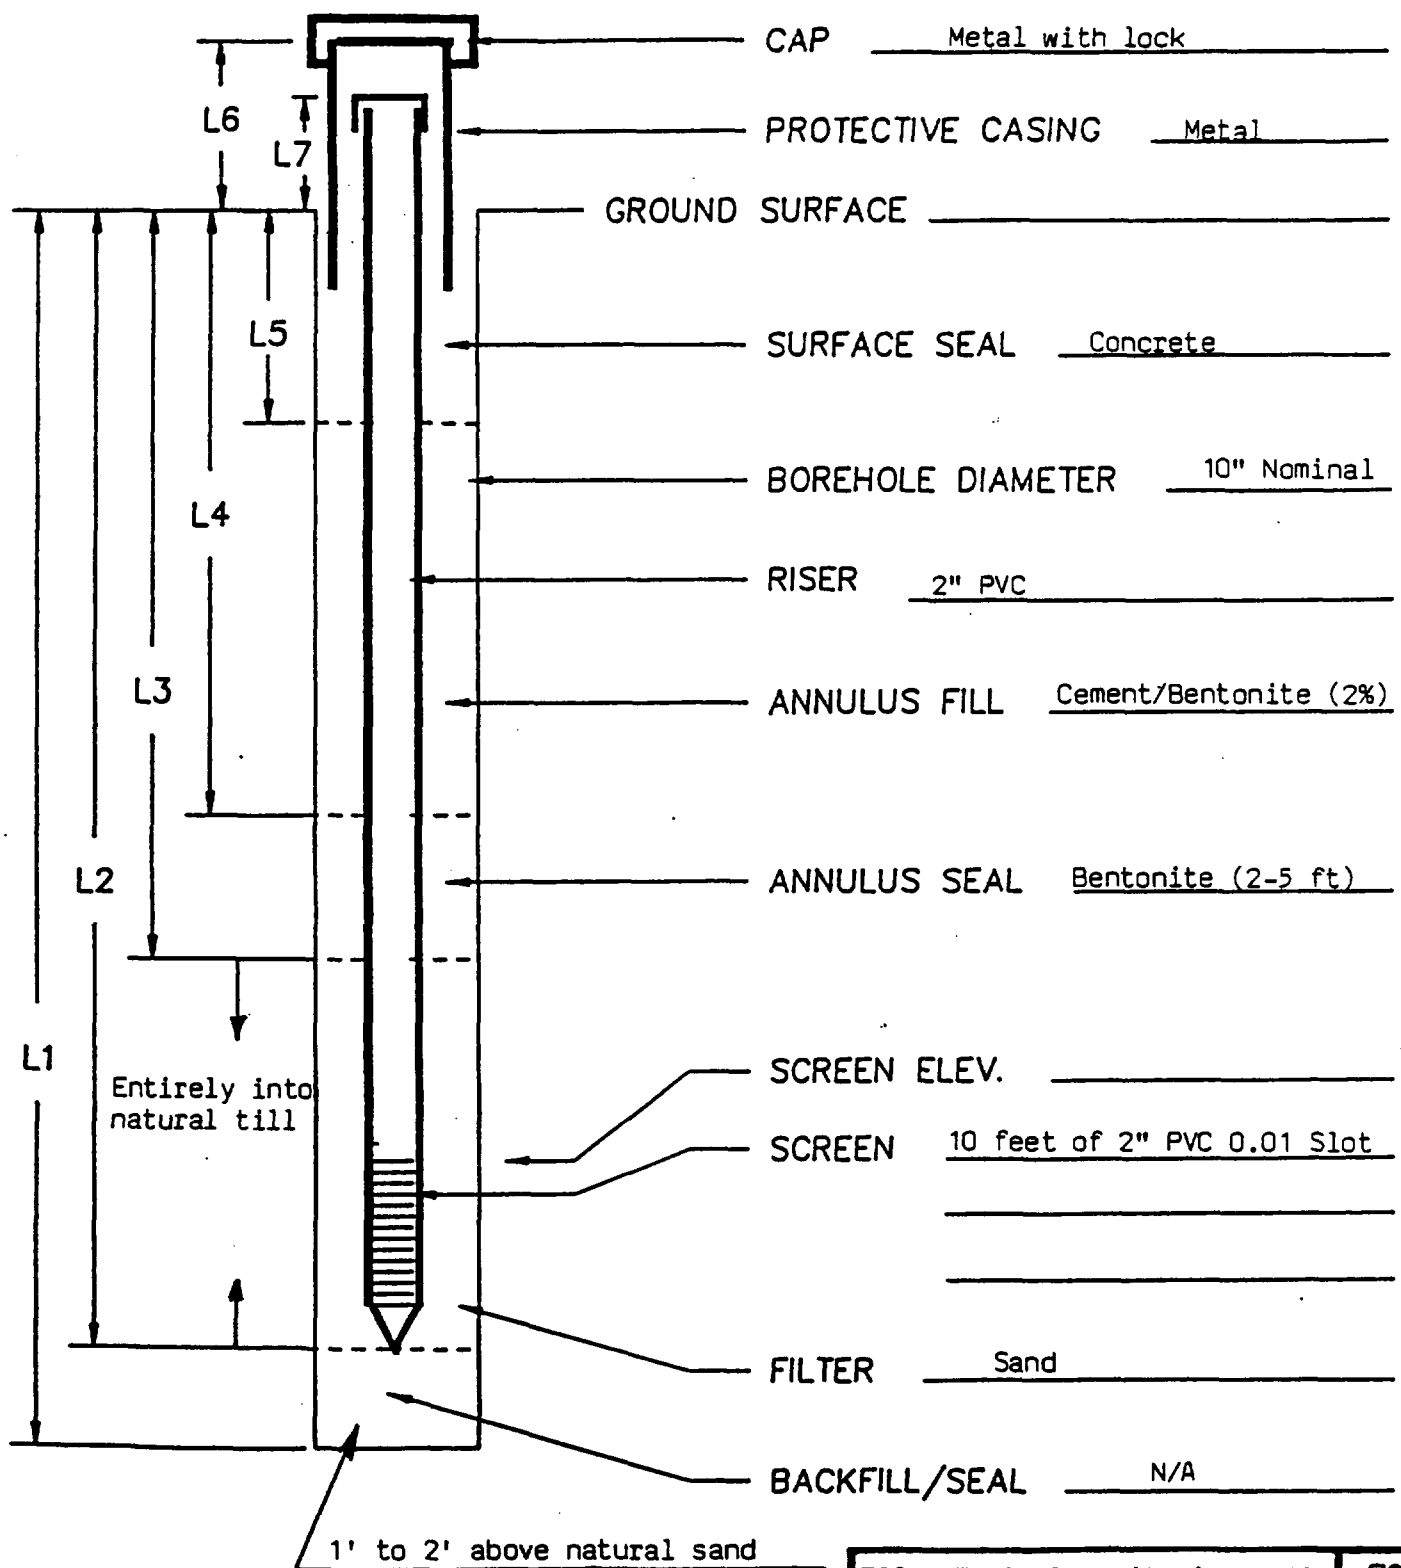 CAP Metal with lock
L6
PROTECTIVE CASING Metal
L7
GROUND SURFACE
L5
SURFACE SEAL Concrete
BOREHOLE DIAMETER 10" Nominal
L4
RISER 2" PVC
L3
ANNULUS FILL Cement/Bentonite (2%)
L2
ANNULUS SEAL Bentonite (2-5 ft)
L1
SCREEN ELEV.
Entirely into
natural till
SCREEN 10 feet of 2" PVC 0.01 Slot
FILTER Sand
BACKFILL/SEAL N/A
1' to 2' above natural sand